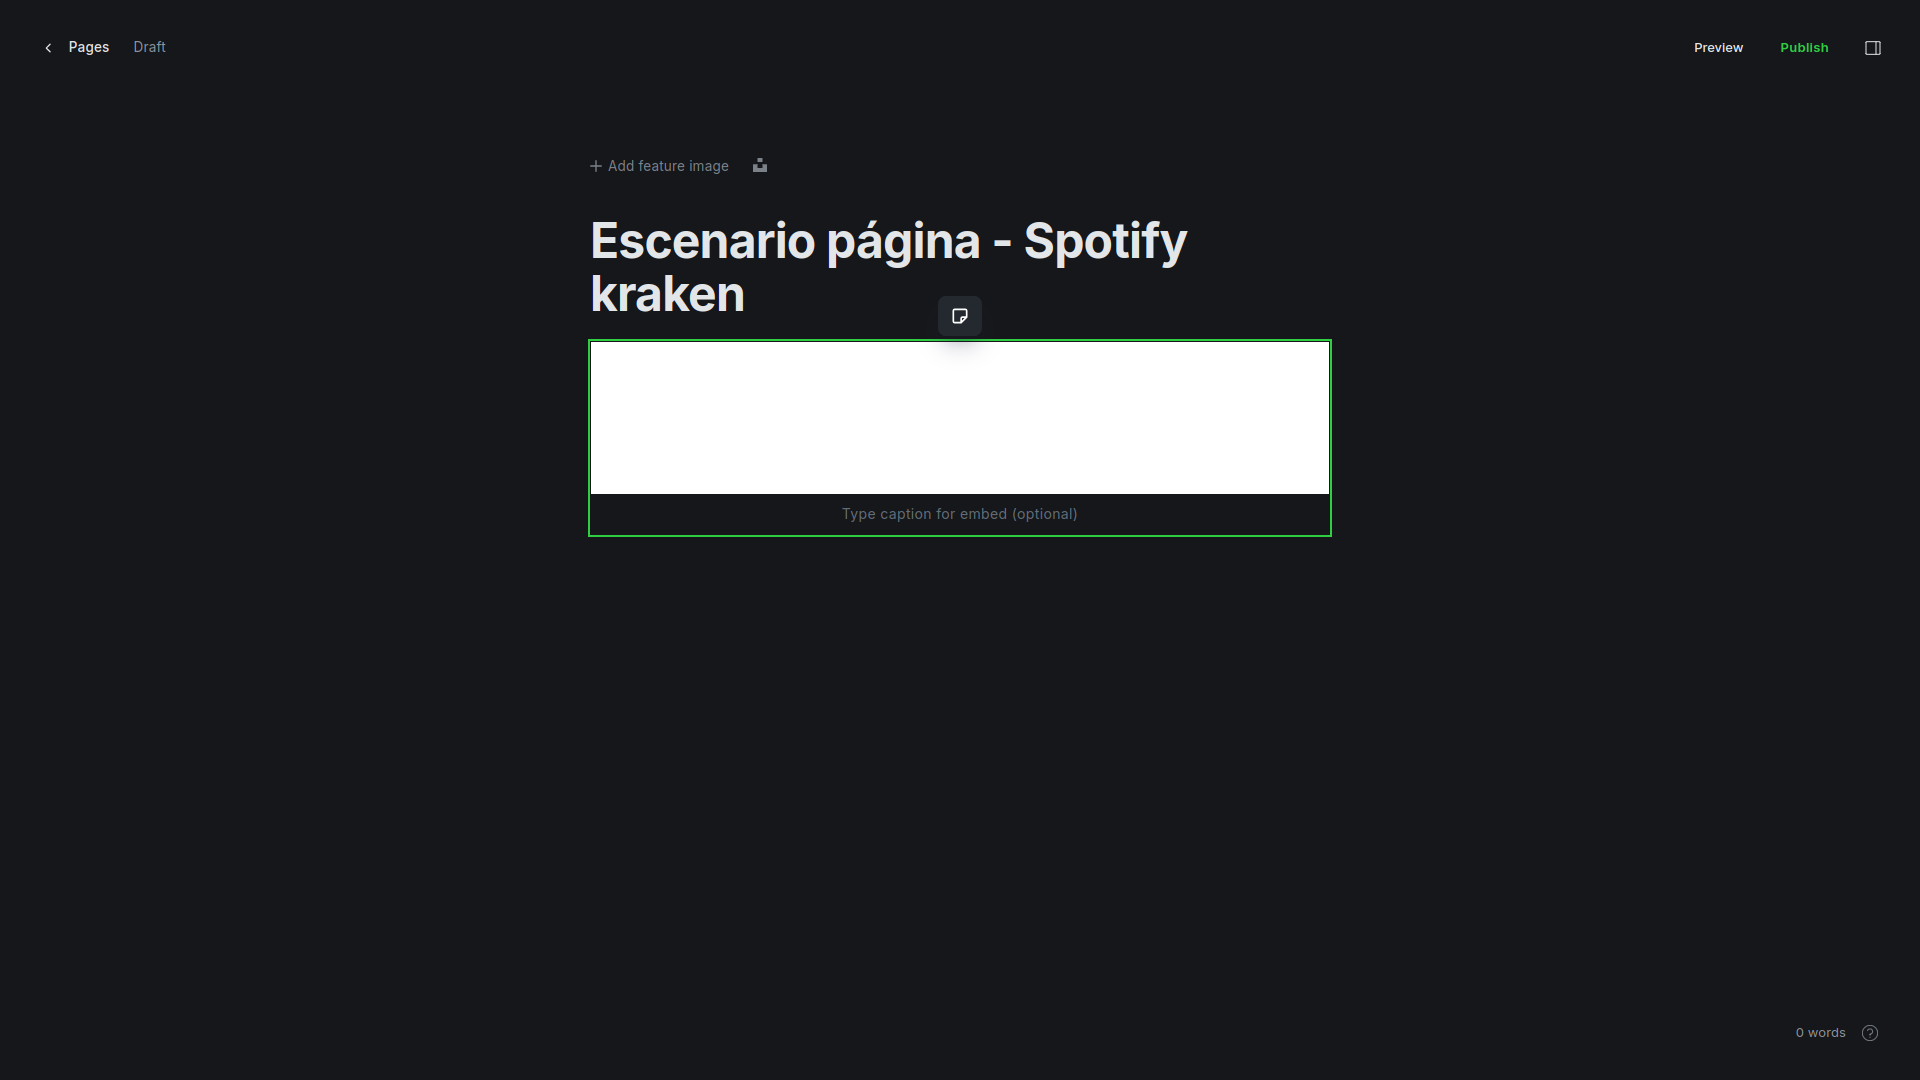 Pages Draft
Preview Publish
Add feature image
Escenario página - Spotify
kraken
Type caption for embed (optional)
0 words